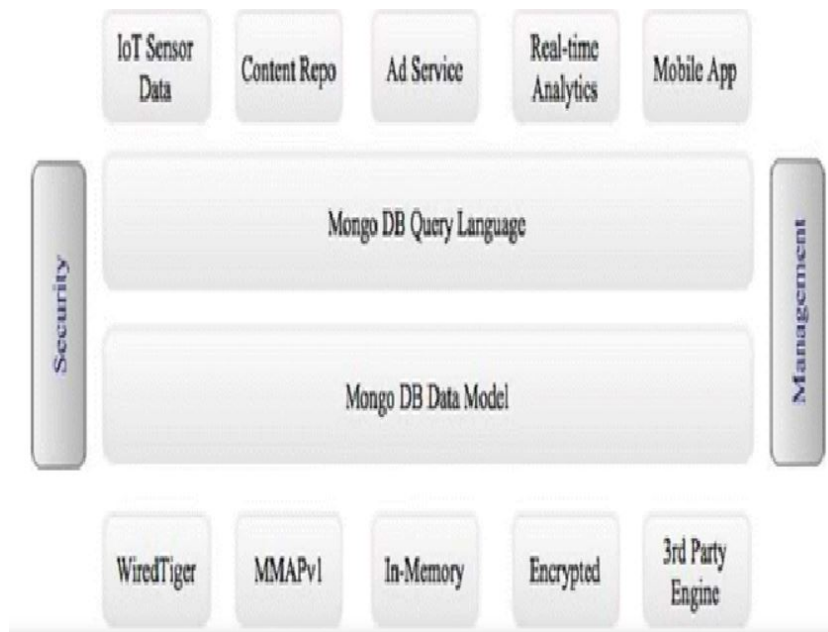 IoT Sensor
Data
Content Repo
Ad Service
Real-time
Analytics
Mobile App
Security
Mongo DB Query Language
Mongo DB Data Model
Management
WiredTiger
MMAPv1
In-Memory
Encrypted
3rd Party
Engine